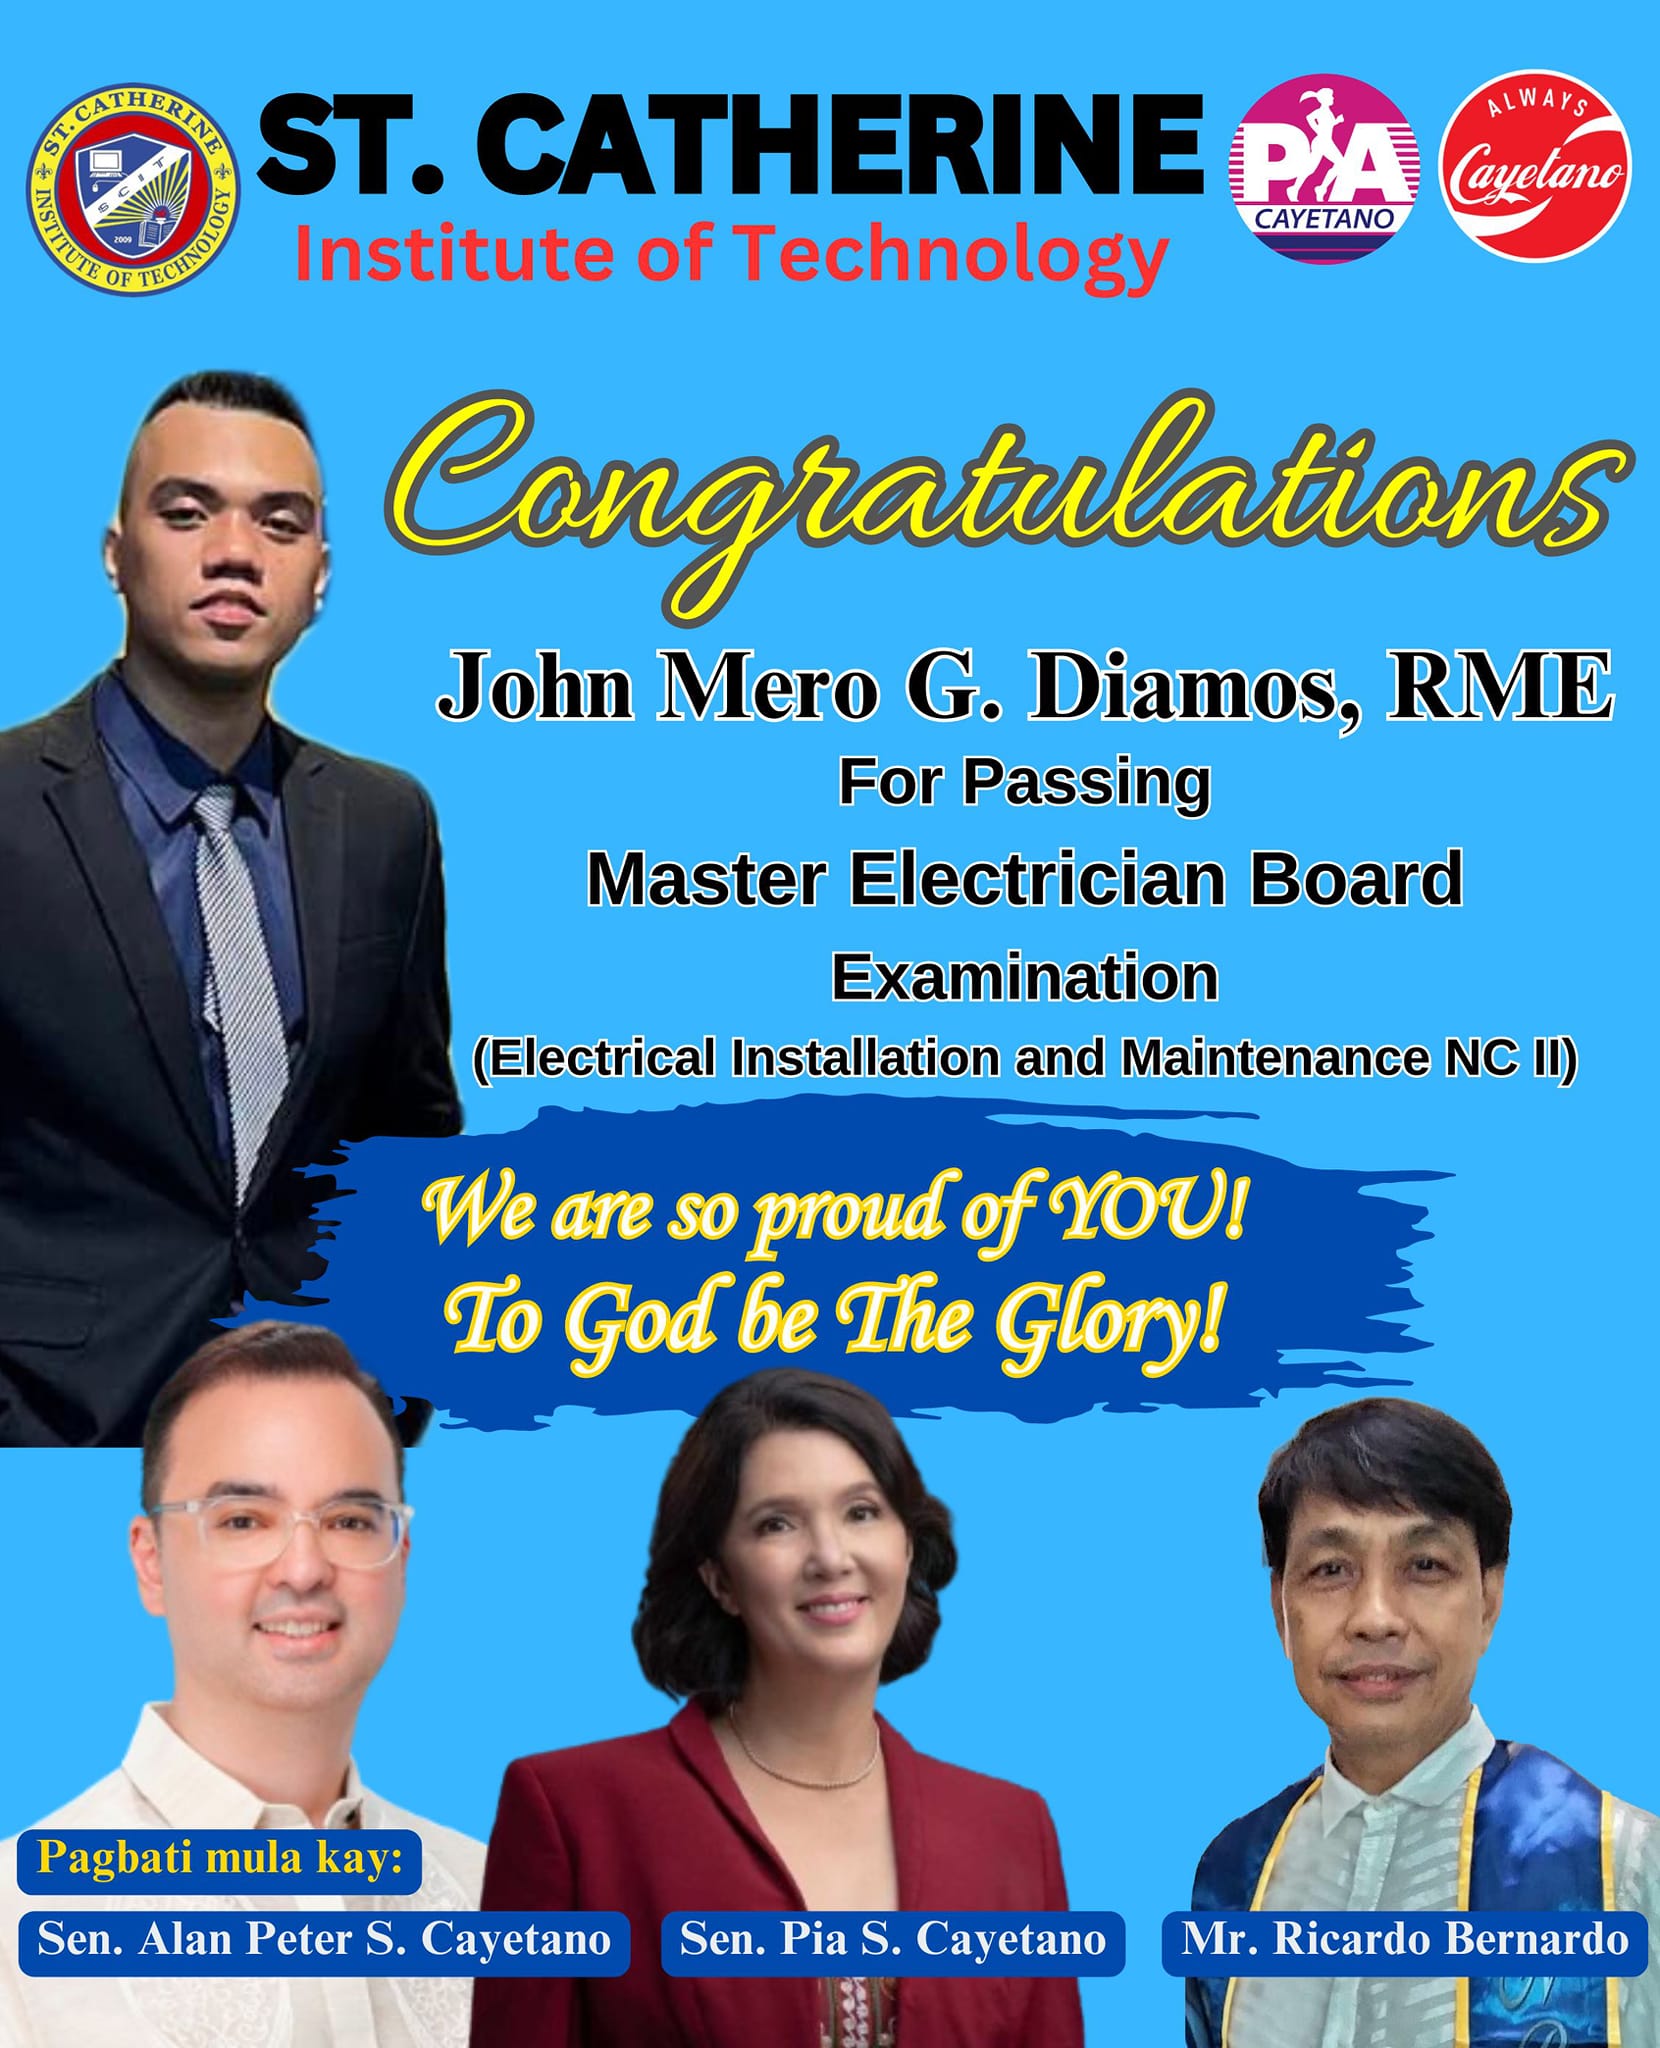 ST. CATHERINE
INSTITUTE OF TECHNOLOGY
SCIT
2009
ST. CATHERINE
Institute of Technology
PIA
CAYETANO
ALWAYS
Cayetano
Congratulations
John Mero G. Diamos, RME
For Passing
Master Electrician Board
Examination
(Electrical Installation and Maintenance NC II)
We are so proud of YOU!
To God be The Glory!
Pagbati mula kay:
Sen. Alan Peter S. Cayetano
Sen. Pia S. Cayetano
Mr. Ricardo Bernardo